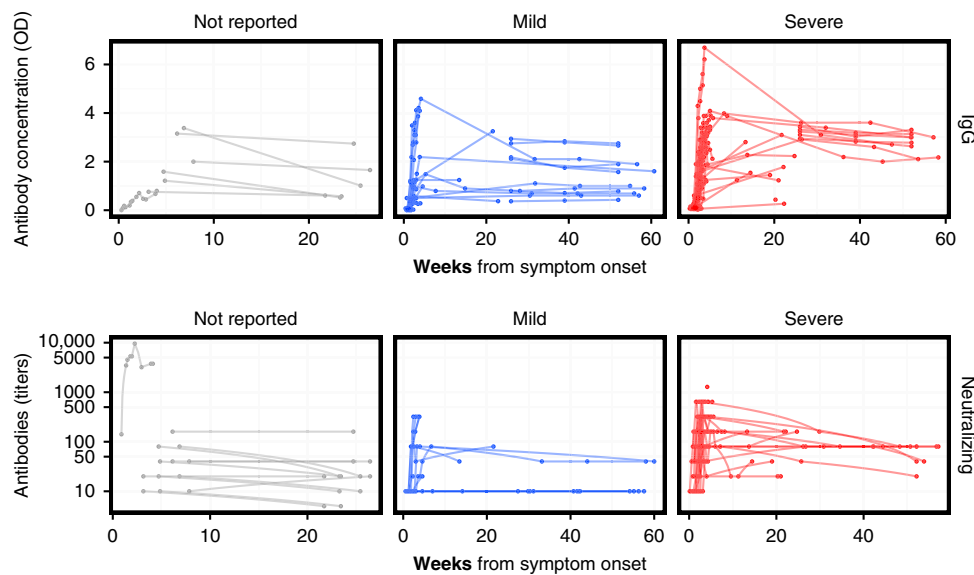 Not reported
Mild
Severe
Antibody concentration (OD)
6
4
2
0
0
10
20
0
20
40
60
0
20
40
60
IgG
Weeks from symptom onset
Not reported
Mild
Severe
Antibodies (titers)
10,000
5000
1000
500
100
50
10
0
10
20
0
20
40
60
0
20
40
Neutralizing
Weeks from symptom onset